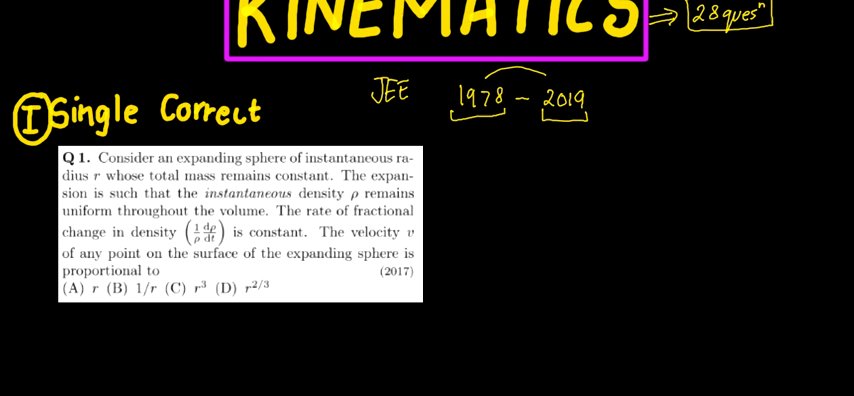 KINEMATICS ⇒ 28quesⁿ
JEE 1978 - 2019
I Single Correct
Q 1. Consider an expanding sphere of instantaneous ra-
dius r whose total mass remains constant. The expan-
sion is such that the instantaneous density ρ remains
uniform throughout the volume. The rate of fractional
change in density (1/ρ dρ/dt) is constant. The velocity v
of any point on the surface of the expanding sphere is
proportional to (2017)
(A) r (B) 1/r (C) r³ (D) r^{2/3}